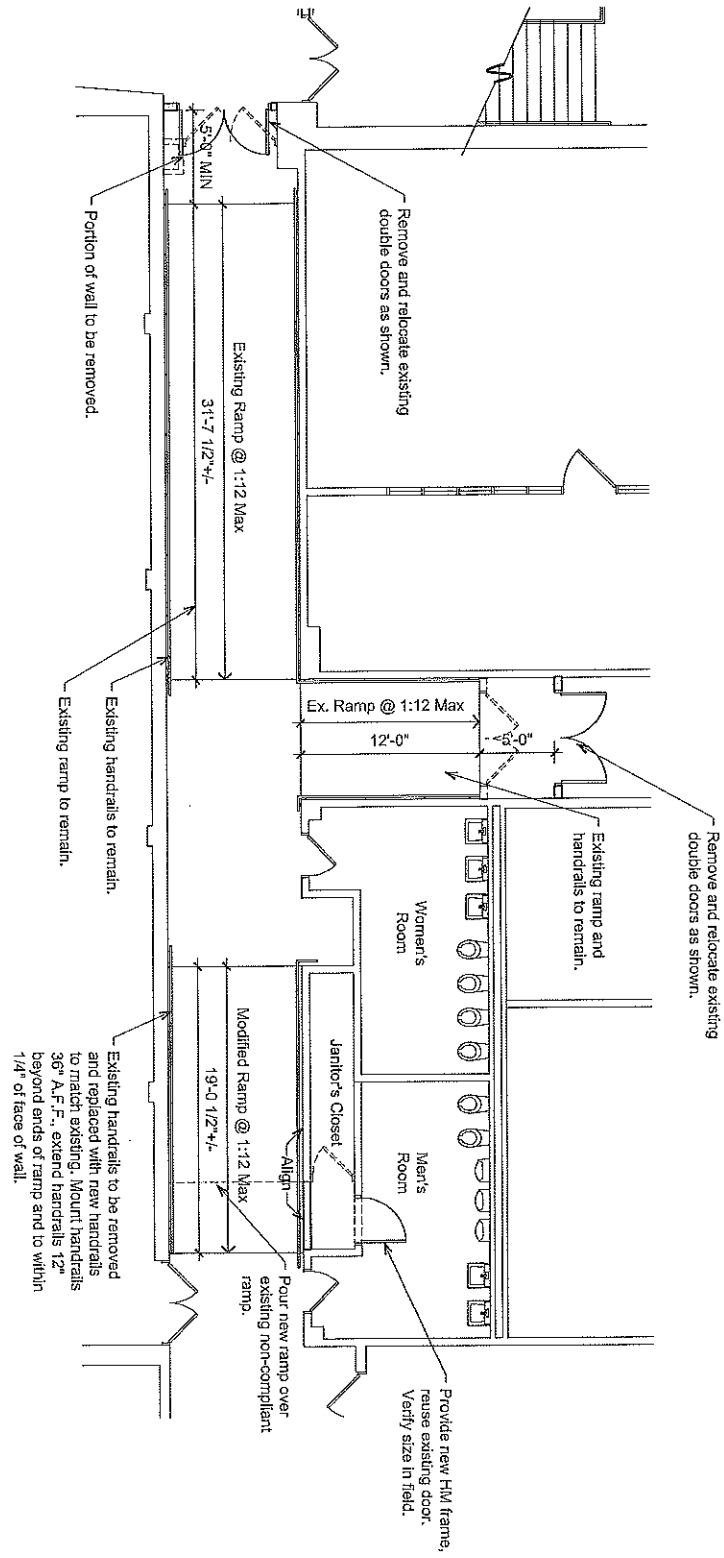 Remove and relocate existing
double doors as shown.
5'-0" MIN
Portion of wall to be removed.
Existing Ramp @ 1:12 Max
31'-7 1/2"+/-
Existing handrails to remain.
Existing ramp to remain.
Remove and relocate existing
double doors as shown.
Ex. Ramp @ 1:12 Max
12'-0"
5'-0"
Existing ramp and
handrails to remain.
Women's
Room
Men's
Room
Janitor's Closet
Modified Ramp @ 1:12 Max
19'-0 1/2"+/-
Align
Existing handrails to be removed
and replaced with new handrails
to match existing. Mount handrails
36" A.F.F., extend handrails 12"
beyond ends of ramp and to within
1/4" of face of wall.
Pour new ramp over
existing non-compliant
ramp.
Provide new HM frame,
reuse existing door.
Verify size in field.